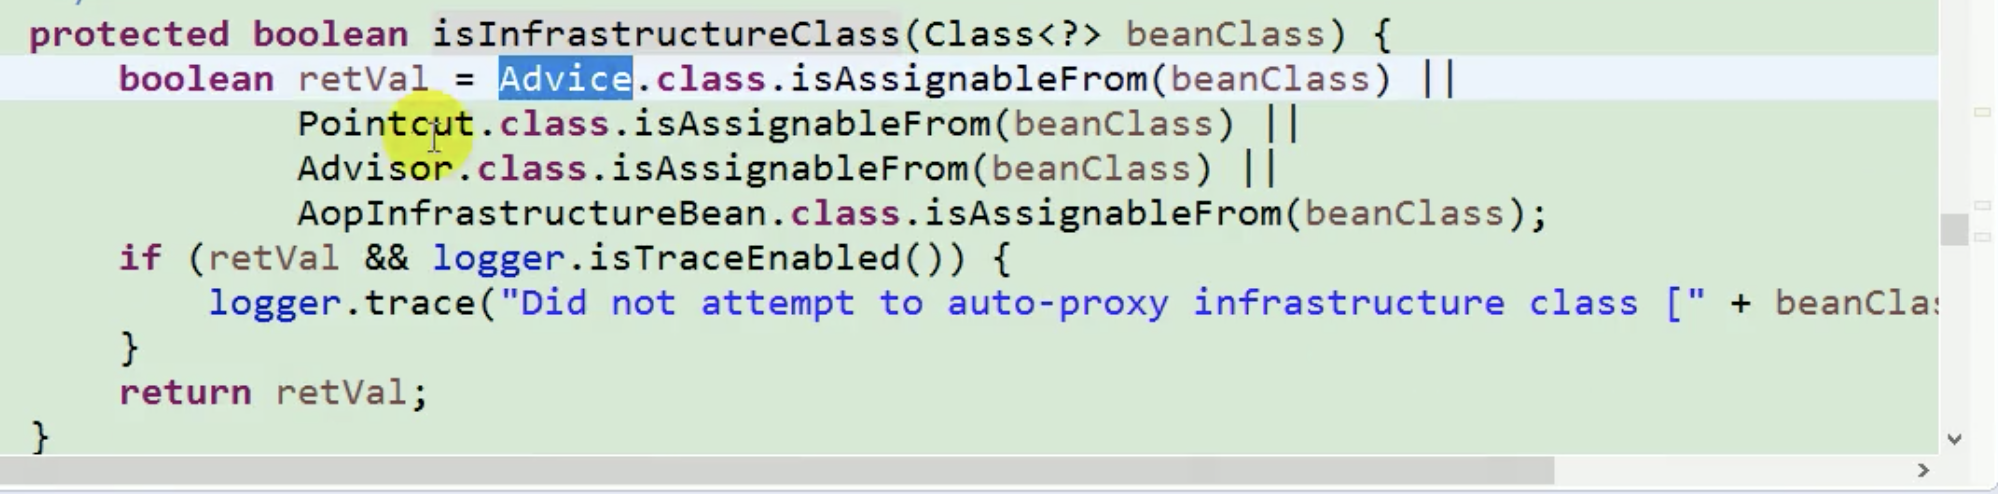 protected boolean isInfrastructureClass(Class<?> beanClass) {
    boolean retVal = Advice.class.isAssignableFrom(beanClass) ||
            Pointcut.class.isAssignableFrom(beanClass) ||
            Advisor.class.isAssignableFrom(beanClass) ||
            AopInfrastructureBean.class.isAssignableFrom(beanClass);
    if (retVal && logger.isTraceEnabled()) {
        logger.trace("Did not attempt to auto-proxy infrastructure class [" + beanClas
    }
    return retVal;
}